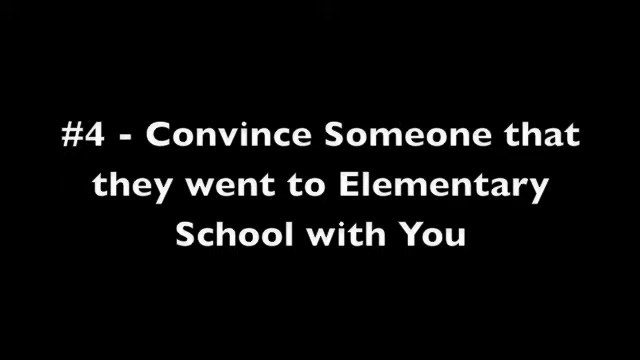 #4 - Convince Someone that
they went to Elementary
School with You